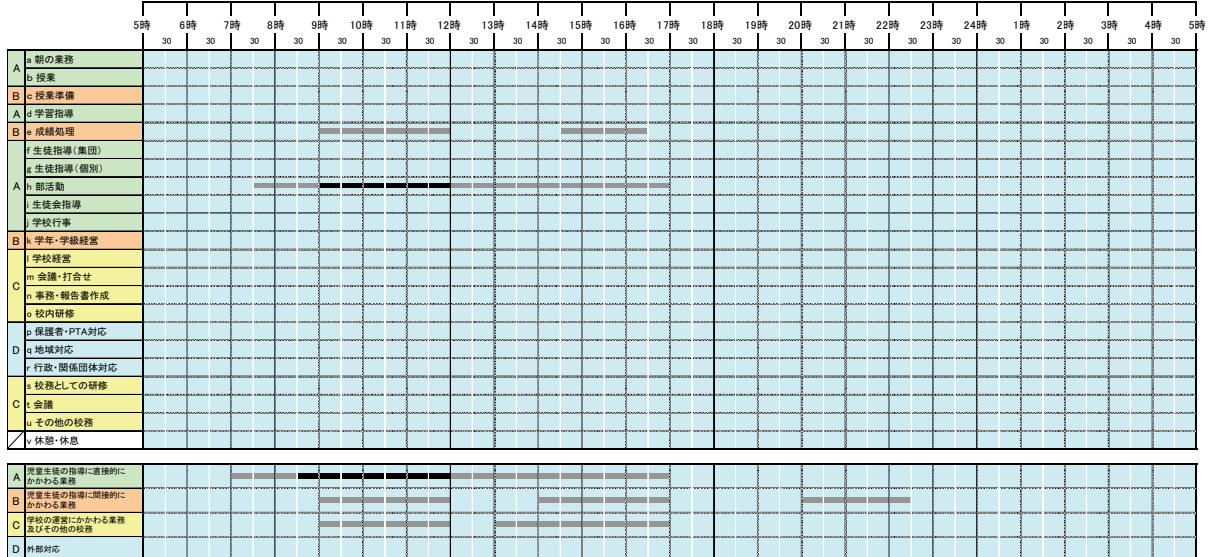 5時 6時 7時 8時 9時 10時 11時 12時 13時 14時 15時 16時 17時 18時 19時 20時 21時 22時 23時 24時 1時 2時 3時 4時 5時
30 30 30 30 30 30 30 30 30 30 30 30 30 30 30 30 30 30 30 30 30 30 30 30
A
a 朝の業務
b 授業
B c 授業準備
A d 学習指導
B e 成績処理
A
f 生徒指導(集団)
g 生徒指導(個別)
h 部活動
i 生徒会指導
j 学校行事
B k 学年・学級経営
C
l 学校経営
m 会議・打合せ
n 事務・報告書作成
o 校内研修
D
p 保護者・PTA対応
q 地域対応
r 行政・関係団体対応
C
s 校務としての研修
t 会議
u その他の校務
v 休憩・休息
A 児童生徒の指導に直接的に
かかわる業務
B 児童生徒の指導に間接的に
かかわる業務
C 学校の運営にかかわる業務
及びその他の校務
D 外部対応